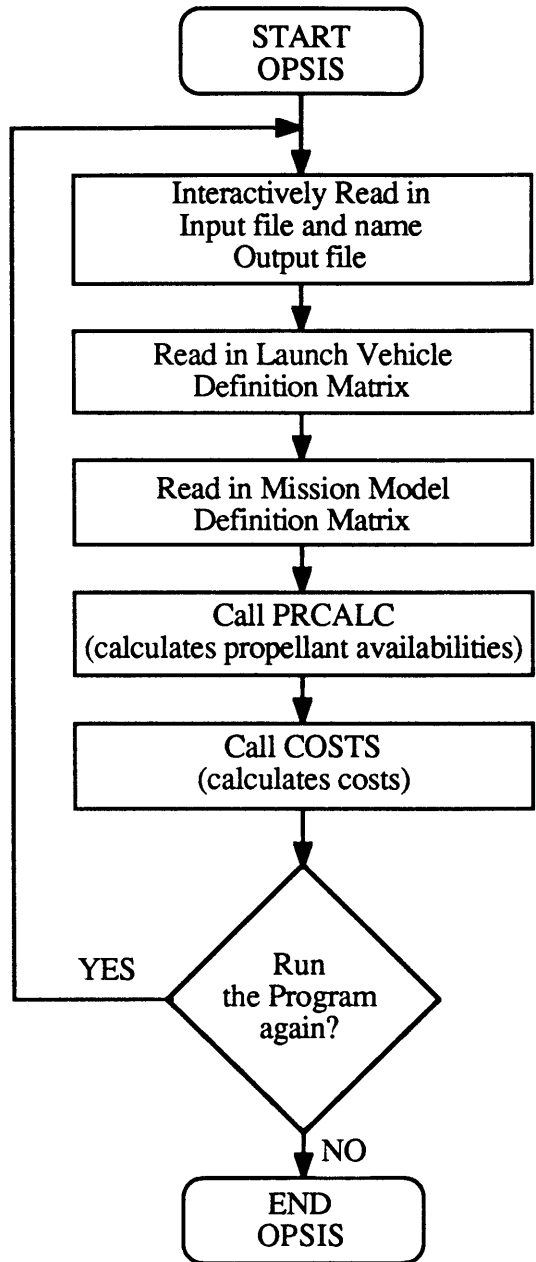 START
OPSIS
Interactively Read in
Input file and name
Output file
Read in Launch Vehicle
Definition Matrix
Read in Mission Model
Definition Matrix
Call PRCALC
(calculates propellant availabilities)
Call COSTS
(calculates costs)
YES
Run
the Program
again?
NO
END
OPSIS